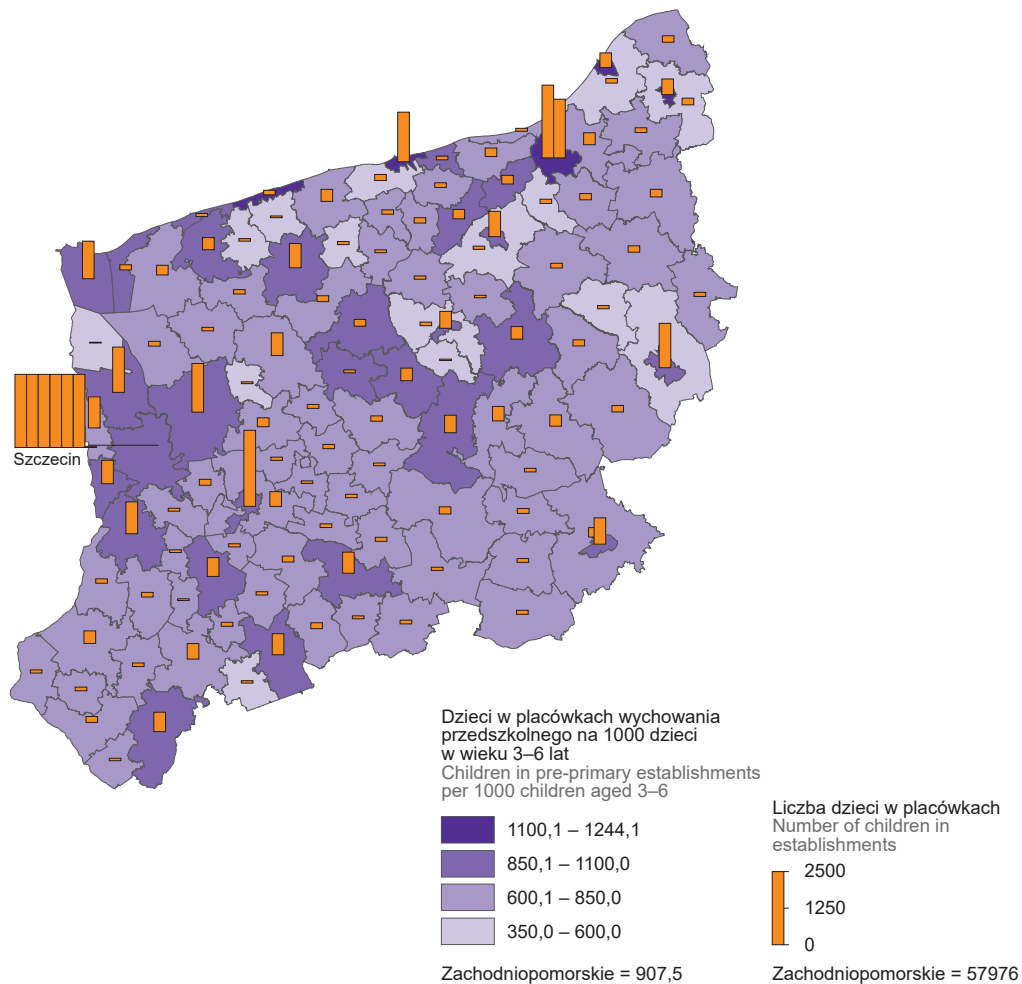 Szczecin
Dzieci w placówkach wychowania
przedszkolnego na 1000 dzieci
w wieku 3–6 lat
Children in pre-primary establishments
per 1000 children aged 3–6
1100,1 – 1244,1
850,1 – 1100,0
600,1 – 850,0
350,0 – 600,0
Zachodniopomorskie = 907,5
Liczba dzieci w placówkach
Number of children in
establishments
2500
1250
0
Zachodniopomorskie = 57976